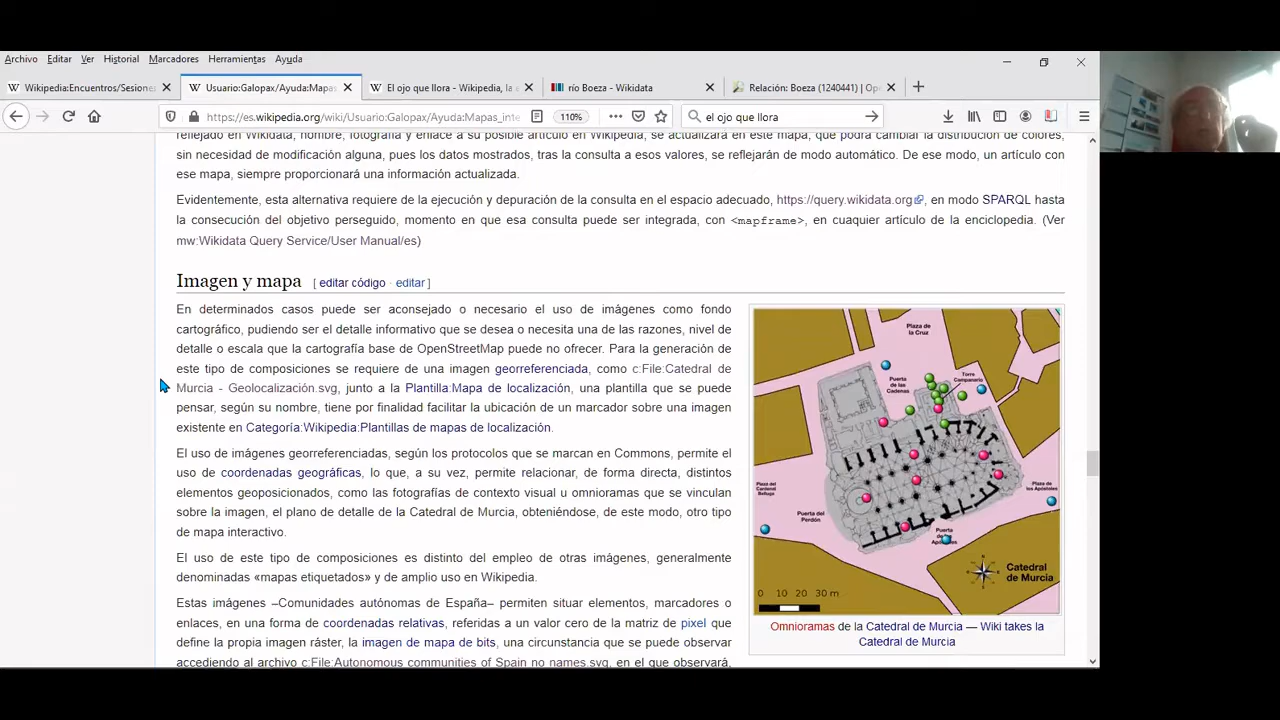 Archivo Editar Ver Historial Marcadores Herramientas Ayuda
Wikipedia:Encuentros/Sesione
Usuario:Galopax/Ayuda:Mapas
El ojo que llora - Wikipedia, la
río Boeza - Wikidata
Relación: Boeza (1240441) | Op
https://es.wikipedia.org/wiki/Usuario:Galopax/Ayuda:Mapas_inte
110%
el ojo que llora
reflejado en Wikidata, nombre, fotografía y enlace a su posible artículo en Wikipedia, se actualizará en este mapa, que podrá cambiar la distribución de colores,
sin necesidad de modificación alguna, pues los datos mostrados, tras la consulta a esos valores, se reflejarán de modo automático. De ese modo, un artículo con
ese mapa, siempre proporcionará una información actualizada.
Evidentemente, esta alternativa requiere de la ejecución y depuración de la consulta en el espacio adecuado, https://query.wikidata.org, en modo SPARQL hasta
la consecución del objetivo perseguido, momento en que esa consulta puede ser integrada, con <mapframe>, en cuaquier artículo de la enciclopedia. (Ver
mw:Wikidata Query Service/User Manual/es)
Imagen y mapa [ editar código · editar ]
En determinados casos puede ser aconsejado o necesario el uso de imágenes como fondo
cartográfico, pudiendo ser el detalle informativo que se desea o necesita una de las razones, nivel de
detalle o escala que la cartografía base de OpenStreetMap puede no ofrecer. Para la generación de
este tipo de composiciones se requiere de una imagen georreferenciada, como c:File:Catedral de
Murcia - Geolocalización.svg, junto a la Plantilla:Mapa de localización, una plantilla que se puede
pensar, según su nombre, tiene por finalidad facilitar la ubicación de un marcador sobre una imagen
existente en Categoría:Wikipedia:Plantillas de mapas de localización.
El uso de imágenes georreferenciadas, según los protocolos que se marcan en Commons, permite el
uso de coordenadas geográficas, lo que, a su vez, permite relacionar, de forma directa, distintos
elementos geoposicionados, como las fotografías de contexto visual u omnioramas que se vinculan
sobre la imagen, el plano de detalle de la Catedral de Murcia, obteniéndose, de este modo, otro tipo
de mapa interactivo.
El uso de este tipo de composiciones es distinto del empleo de otras imágenes, generalmente
denominadas «mapas etiquetados» y de amplio uso en Wikipedia.
Estas imágenes –Comunidades autónomas de España– permiten situar elementos, marcadores o
enlaces, en una forma de coordenadas relativas, referidas a un valor cero de la matriz de pixel que
define la propia imagen ráster, la imagen de mapa de bits, una circunstancia que se puede observar
accediendo al archivo c:File:Autonomous communities of Spain no names.svg, en el que observará,
Plaza de
la Cruz
Puerta
de las
Cadenas
Torre
Campanario
Plaza del
Cardenal
Belluga
Plaza de
los Apóstoles
Puerta del
Perdón
Puerta
de los
Apóstoles
Catedral
de Murcia
0 10 20 30 m
Omnioramas de la Catedral de Murcia — Wiki takes la
Catedral de Murcia